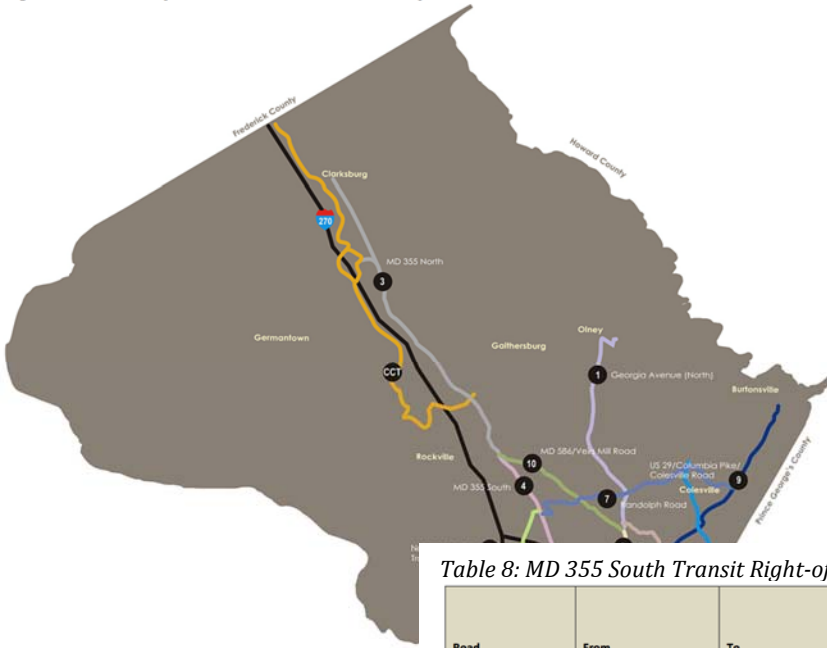 Frederick County
Howard County
Clarksburg
270
MD 355 North
3
Germantown
Gaithersburg
Olney
CCT
1
Georgia Avenue (North)
Burtonsville
Rockville
10
MD 586/Veirs Mill Road
US 29/Columbia Pike/
Colesville Road
MD 355 South
4
7
Randolph Road
Colesville
9
Prince George's County
Table 8: MD 355 South Transit Right-of
Road
From
To